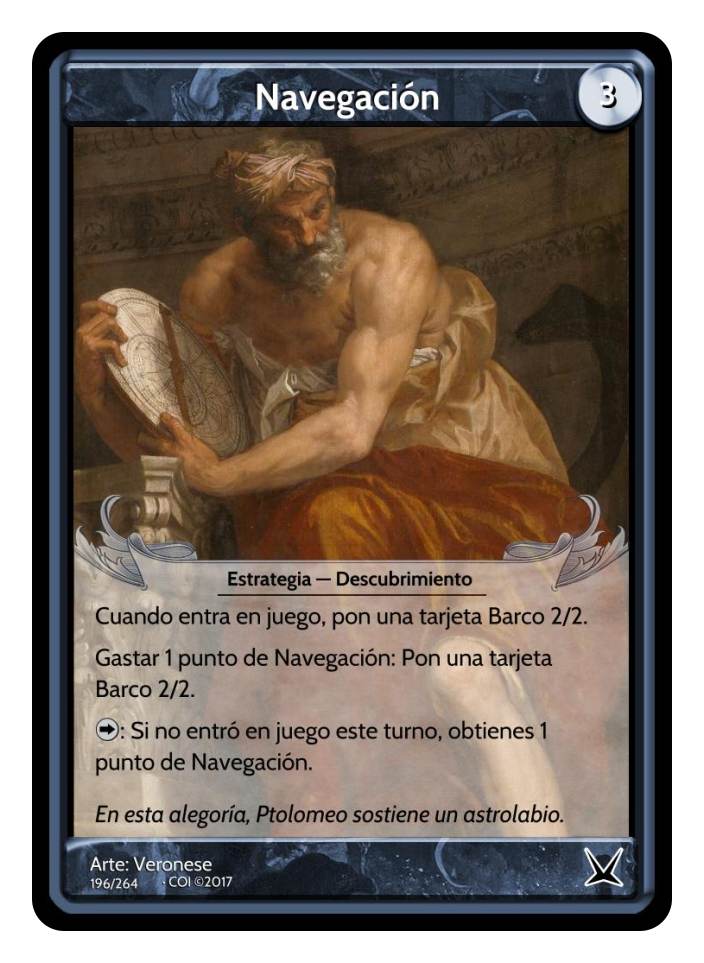 Navegación
3
Estrategia — Descubrimiento
Cuando entra en juego, pon una tarjeta Barco 2/2.
Gastar 1 punto de Navegación: Pon una tarjeta
Barco 2/2.
: Si no entró en juego este turno, obtienes 1
punto de Navegación.
En esta alegoría, Ptolomeo sostiene un astrolabio.
Arte: Veronese
196/264 · COI ©2017